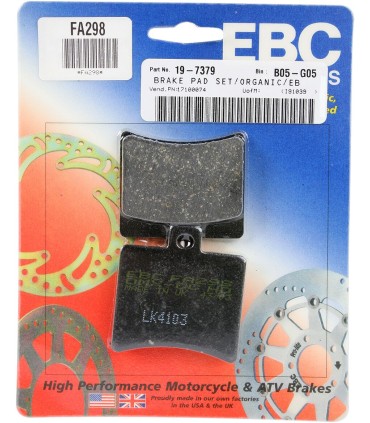 FA298
*FA298*
EBC
Part No. 19-7379 Bin: B05-G05
BRAKE PAD SET/ORGANIC/EB
Vend.PN:17100074 UofM:
LK4103
High Performance Motorcycle & ATV Brakes
Proudly made in our own factories
in the USA & the UK